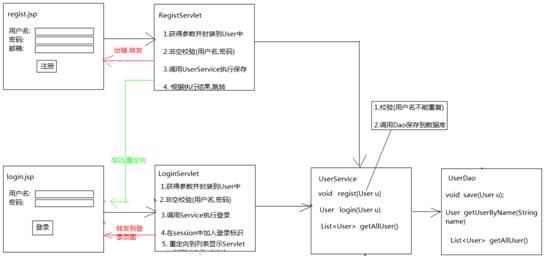 regist.jsp
用户名:
密码:
邮箱:
注册
出错,转发
RegistServlet
1.获得参数并封装到User中
2.非空校验(用户名,密码)
3.调用UserService执行保存
4. 根据执行结果,跳转
成功,重定向
login.jsp
用户名:
密码:
登录
转发到登
录页面
LoginServlet
1.获得参数并封装到User中
2.非空校验(用户名,密码)
3.调用Service执行登录
4.在session中加入登录标识
5. 重定向到列表显示Servlet
1.校验(用户名不能重复)
2.调用Dao保存到数据库
UserService
void regist(User u)
User login(User u)
List<User> getAllUser()
UserDao
void save(User u);
User getUserByName(String
name)
List<User> getAllUser()